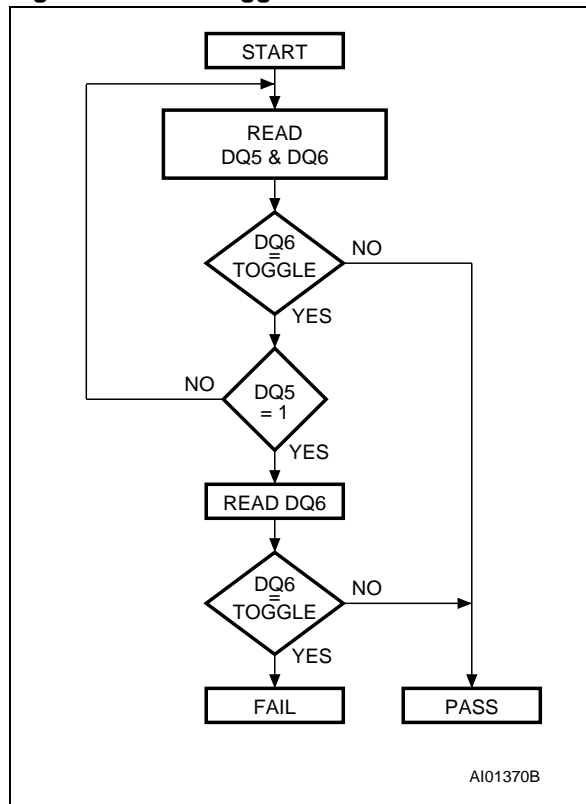 START
READ
DQ5 & DQ6
DQ6
=
TOGGLE
NO
YES
NO
DQ5
= 1
YES
READ DQ6
DQ6
=
TOGGLE
NO
YES
FAIL
PASS
AI01370B